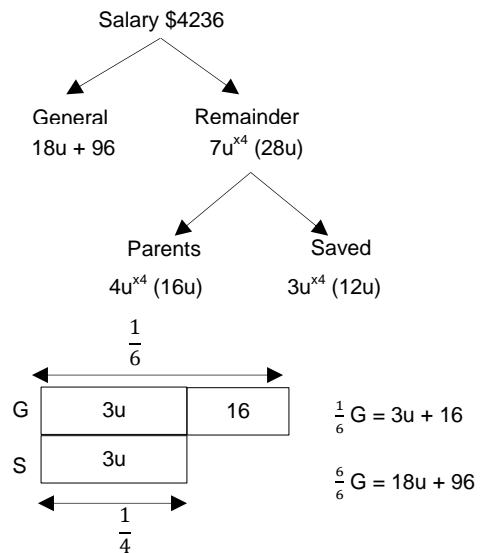 Salary $4236
General Remainder
18u + 96 7u^x4 (28u)
Parents Saved
4u^x4 (16u) 3u^x4 (12u)
1/6
G 3u 16 1/6 G = 3u + 16
S 3u
6/6 G = 18u + 96
1/4